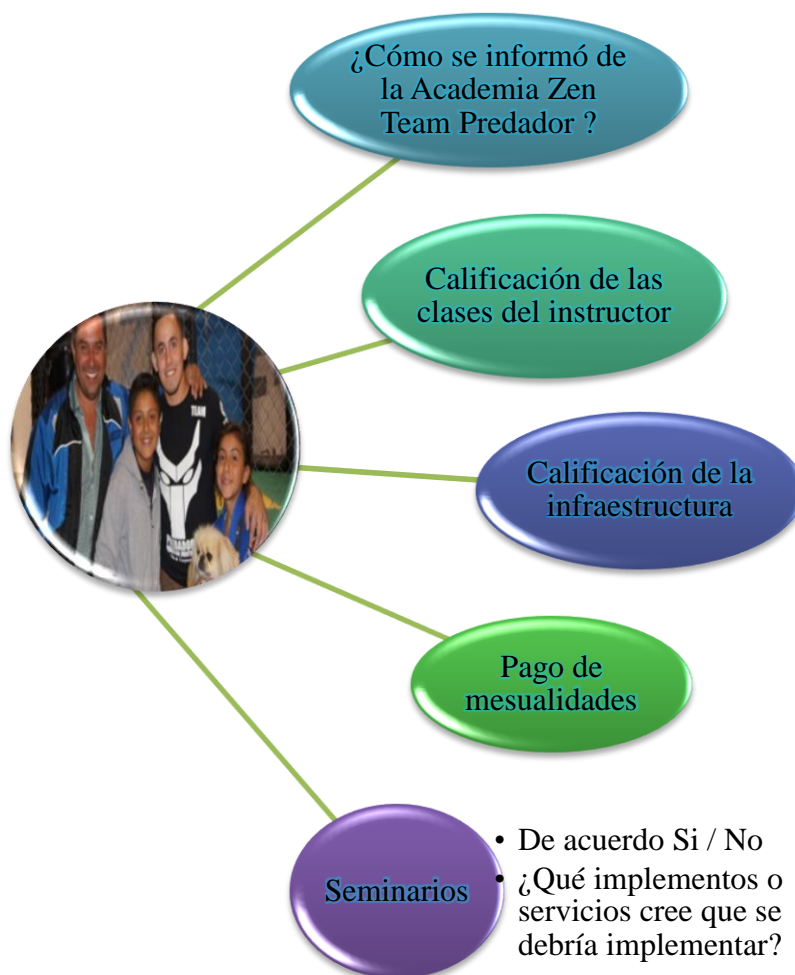 ¿Cómo se informó de
la Academia Zen
Team Predador ?
Calificación de las
clases del instructor
TEAM
Calificación de la
infraestructura
Pago de
mesualidades
Seminarios
• De acuerdo Si / No
• ¿Qué implementos o
servicios cree que se
debría implementar?